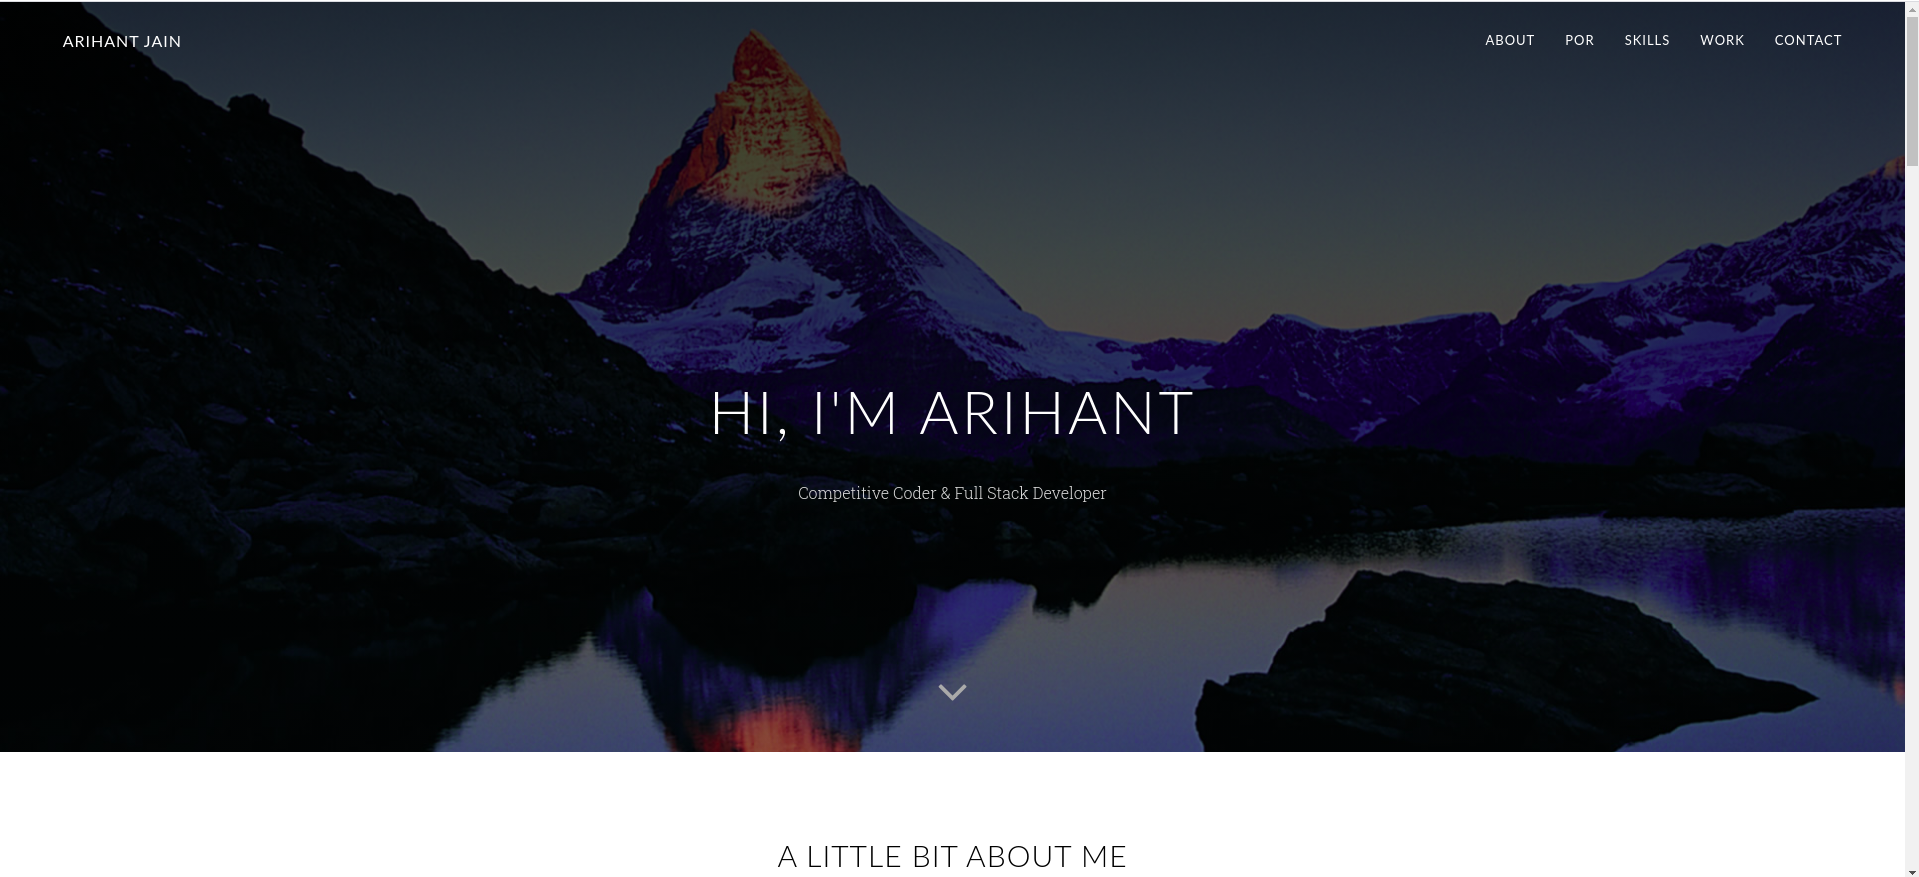 ARIHANT JAIN
ABOUT POR SKILLS WORK CONTACT
HI, I'M ARIHANT
Competitive Coder & Full Stack Developer
A LITTLE BIT ABOUT ME